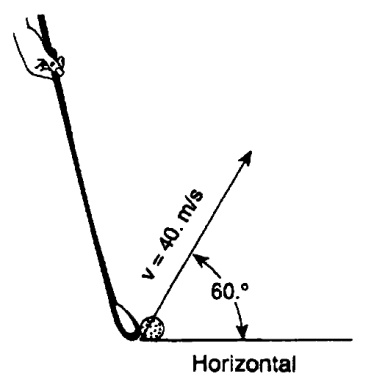 v = 40. m/s
60.°
Horizontal